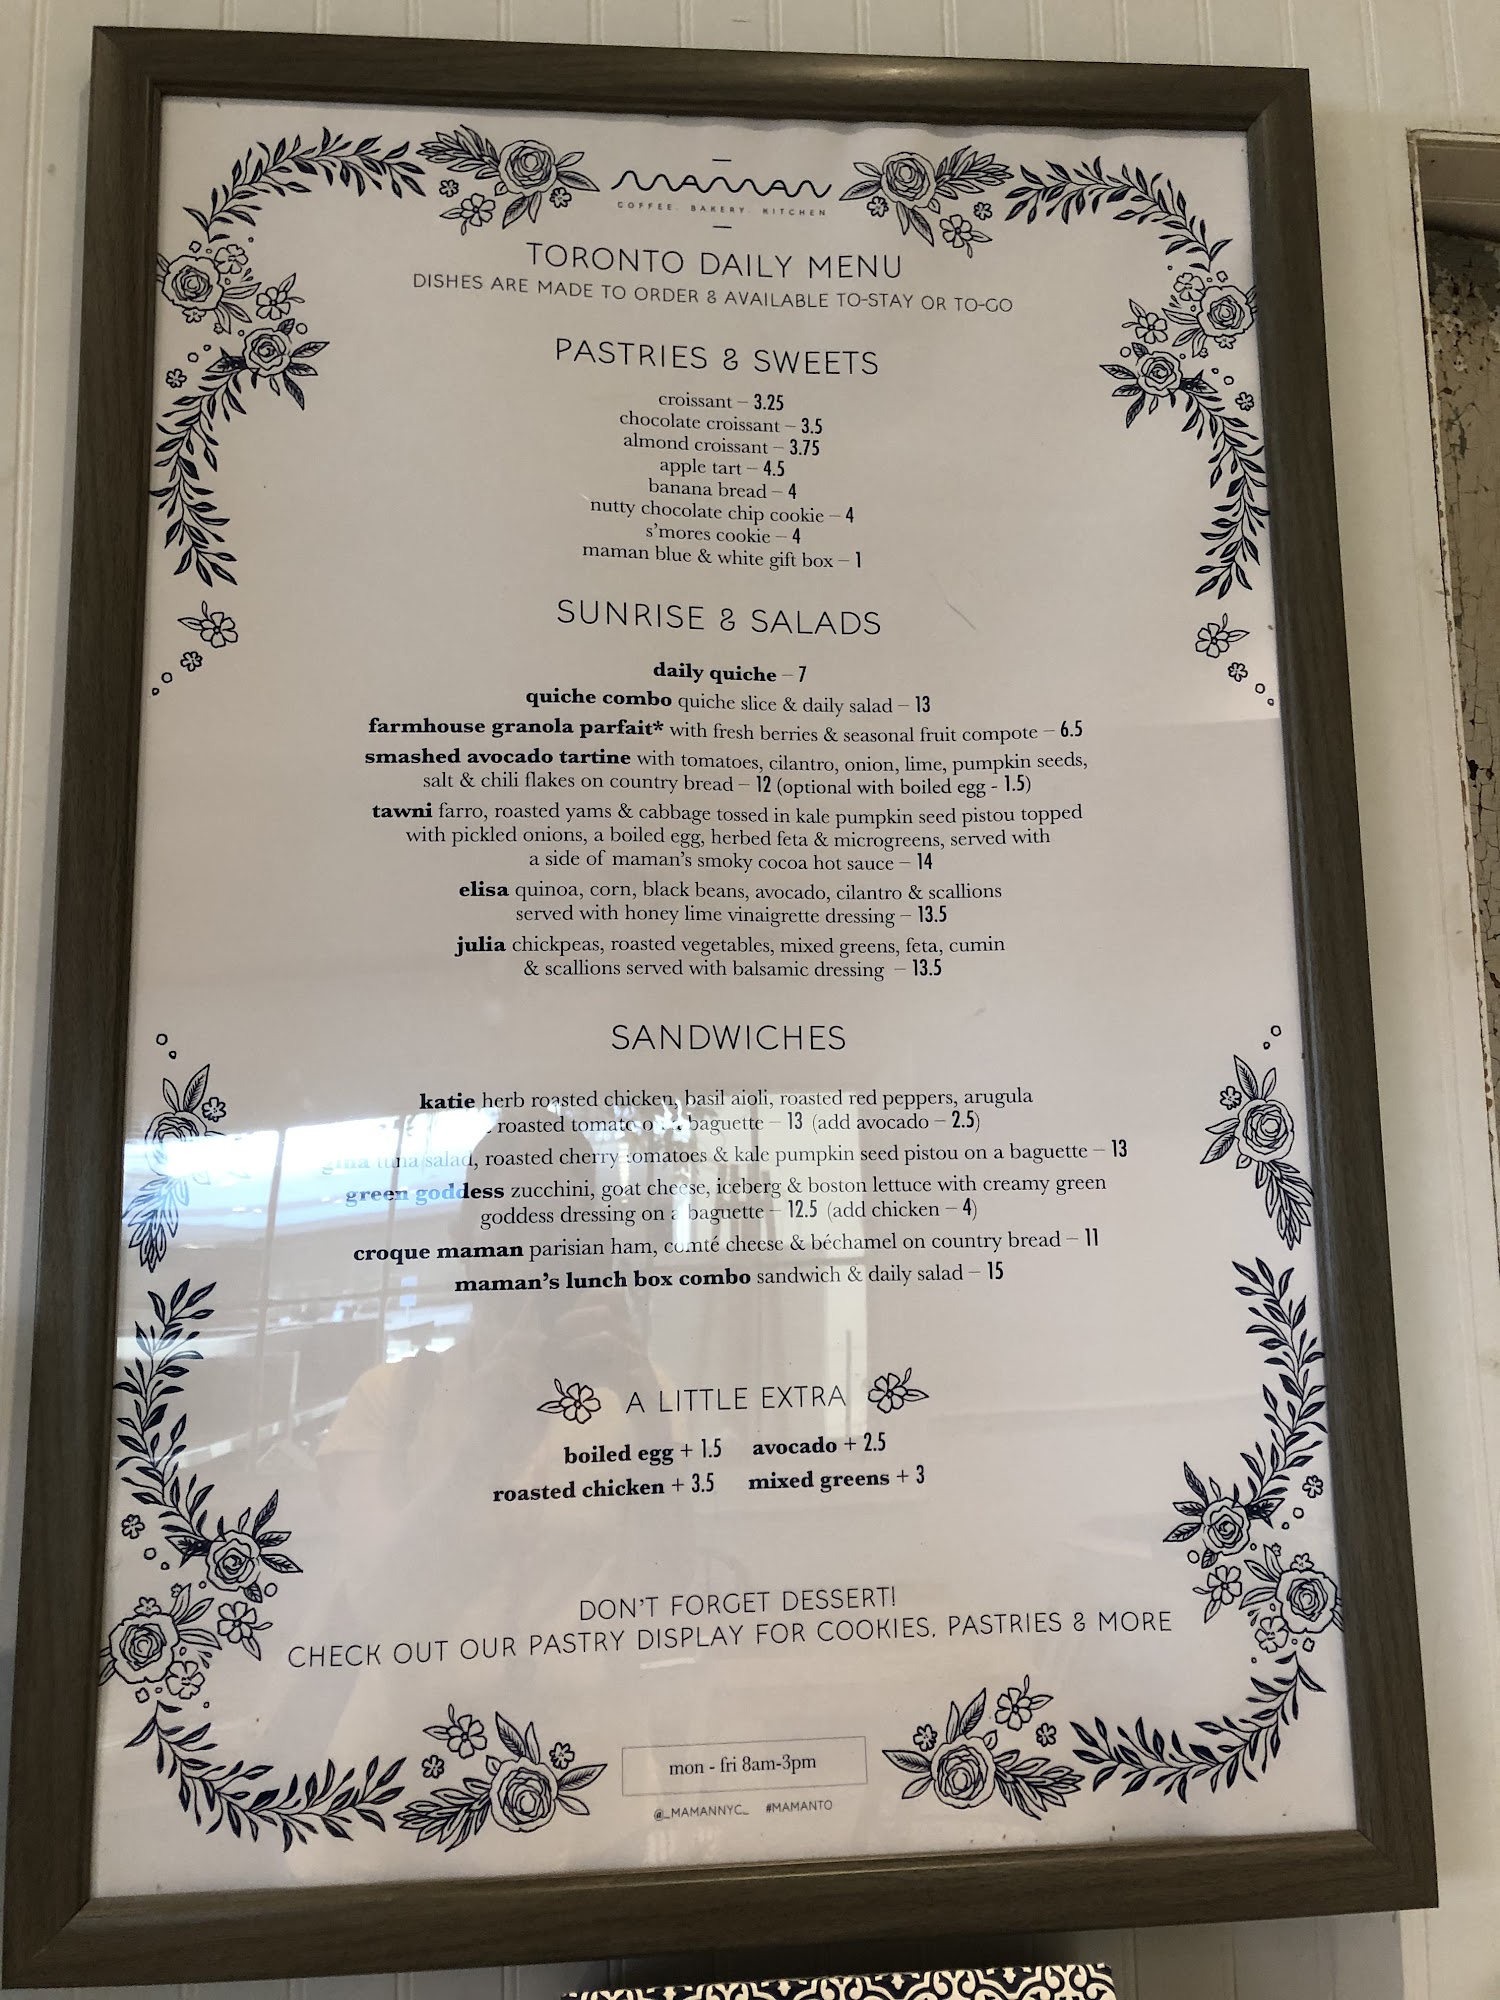 MAMAN
COFFEE. BAKERY. KITCHEN
TORONTO DAILY MENU
DISHES ARE MADE TO ORDER & AVAILABLE TO-STAY OR TO-GO
PASTRIES & SWEETS
croissant – 3.25
chocolate croissant – 3.5
almond croissant – 3.75
apple tart – 4.5
banana bread – 4
nutty chocolate chip cookie – 4
s'mores cookie – 4
maman blue & white gift box – 1
SUNRISE & SALADS
daily quiche – 7
quiche combo quiche slice & daily salad – 13
farmhouse granola parfait* with fresh berries & seasonal fruit compote – 6.5
smashed avocado tartine with tomatoes, cilantro, onion, lime, pumpkin seeds,
salt & chili flakes on country bread – 12 (optional with boiled egg - 1.5)
tawni farro, roasted yams & cabbage tossed in kale pumpkin seed pistou topped
with pickled onions, a boiled egg, herbed feta & microgreens, served with
a side of maman's smoky cocoa hot sauce – 14
elisa quinoa, corn, black beans, avocado, cilantro & scallions
served with honey lime vinaigrette dressing – 13.5
julia chickpeas, roasted vegetables, mixed greens, feta, cumin
& scallions served with balsamic dressing – 13.5
SANDWICHES
katie herb roasted chicken, basil aioli, roasted red peppers, arugula
roasted tomato baguette – 13 (add avocado – 2.5)
gina tuna salad, roasted cherry tomatoes & kale pumpkin seed pistou on a baguette – 13
green goddess zucchini, goat cheese, iceberg & boston lettuce with creamy green
goddess dressing on a baguette – 12.5 (add chicken – 4)
croque maman parisian ham, comté cheese & béchamel on country bread – 11
maman's lunch box combo sandwich & daily salad – 15
A LITTLE EXTRA
boiled egg + 1.5 avocado + 2.5
roasted chicken + 3.5 mixed greens + 3
DON'T FORGET DESSERT!
CHECK OUT OUR PASTRY DISPLAY FOR COOKIES, PASTRIES & MORE
mon - fri 8am-3pm
@_MAMANNYC_ #MAMANTO